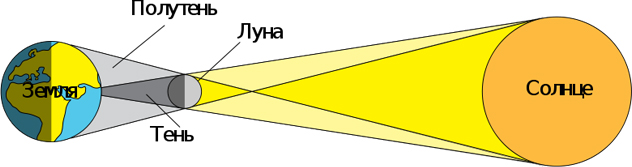 Полутень
Луна
Земля
Солнце
Тень